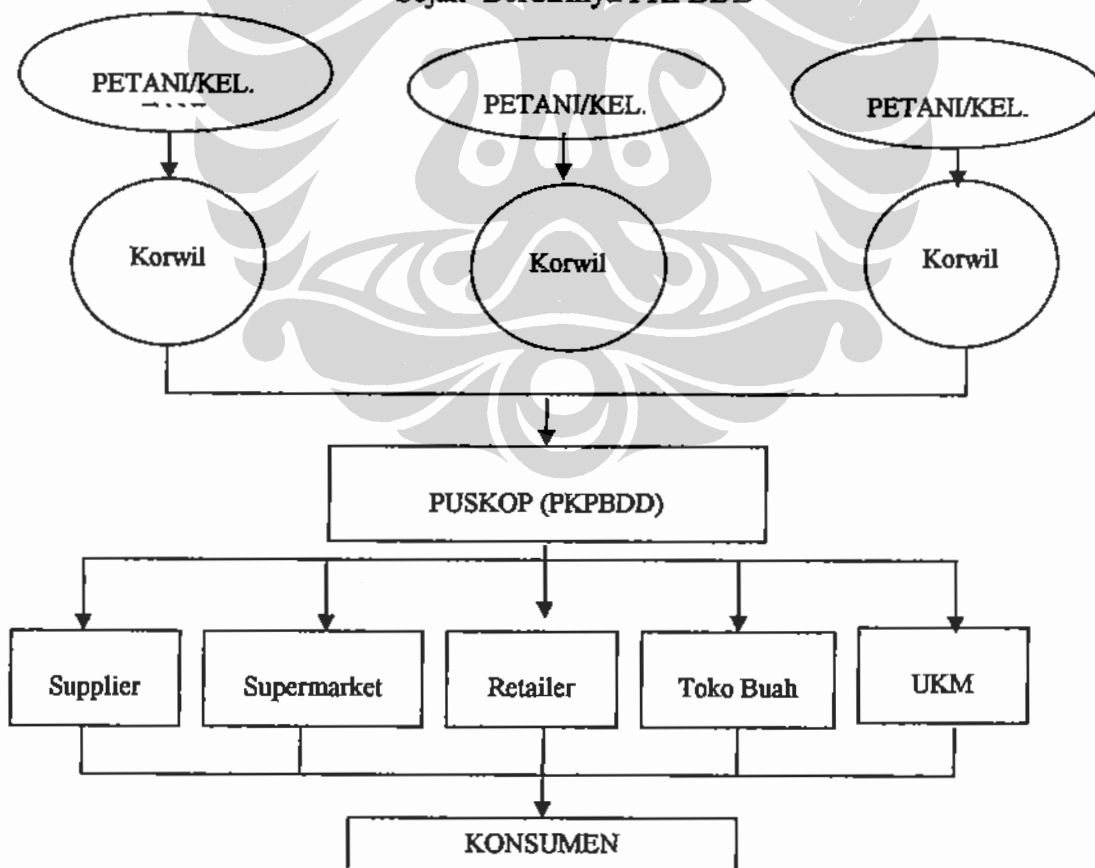 PETANI/KEL.
PETANI/KEL.
PETANI/KEL.
Korwil
Korwil
Korwil
PUSKOP (PKPBDD)
Supplier
Supermarket
Retailer
Toko Buah
UKM
KONSUMEN